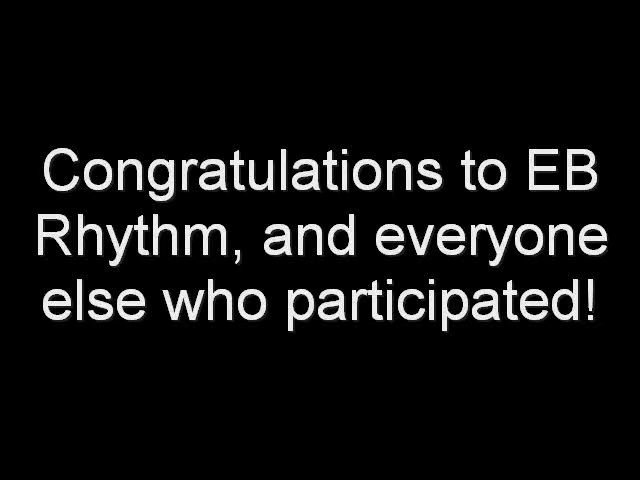 Congratulations to EB
Rhythm, and everyone
else who participated!